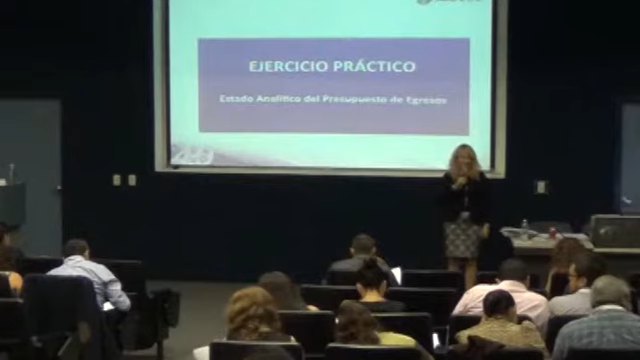 EJERCICIO PRÁCTICO
Estado Analítico del Presupuesto de Egresos